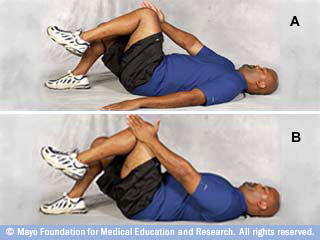 A
B
© Mayo Foundation for Medical Education and Research. All rights reserved.